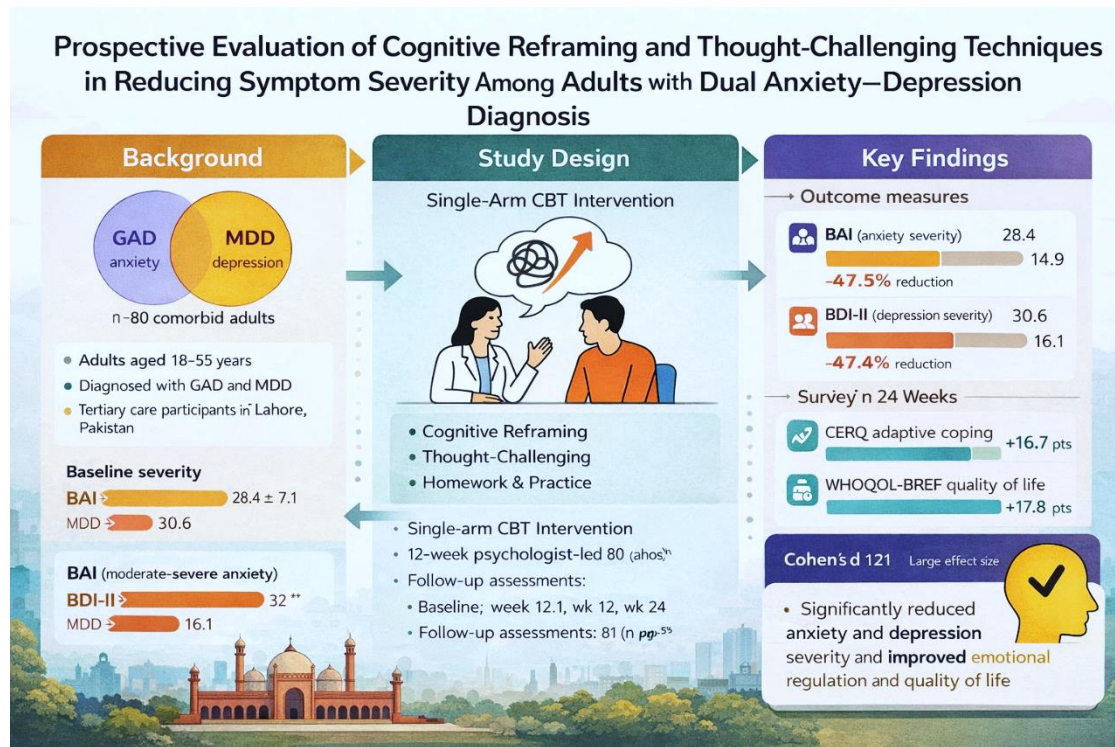 Prospective Evaluation of Cognitive Reframing and Thought-Challenging Techniques
in Reducing Symptom Severity Among Adults with Dual Anxiety—Depression
Diagnosis
Background
GAD
anxiety
MDD
depression
n-80 comorbid adults
• Adults aged 18–55 years
• Diagnosed with GAD and MDD
• Tertiary care participants in Lahore,
Pakistan
Baseline severity
BAI 28.4 ± 7.1
MDD 30.6
BAI (moderate-severe anxiety)
BDI-II 32
MDD 16.1
Study Design
Single-Arm CBT Intervention
• Cognitive Reframing
• Thought-Challenging
• Homework & Practice
• Single-arm CBT Intervention
• 12-week psychologist-led 80
• Follow-up assessments:
• Baseline; week 12.1, wk 12, wk 24
• Follow-up assessments: 81 (n
Key Findings
Outcome measures
BAI (anxiety severity) 28.4
14.9
-47.5% reduction
BDI-II (depression severity) 30.6
16.1
-47.4% reduction
Survey n 24 Weeks
CERQ adaptive coping
+16.7 pts
WHOQOL-BREF quality of life
+17.8 pts
Cohen's d 121 Large effect size
• Significantly reduced
anxiety and depression
severity and improved emotional
regulation and quality of life